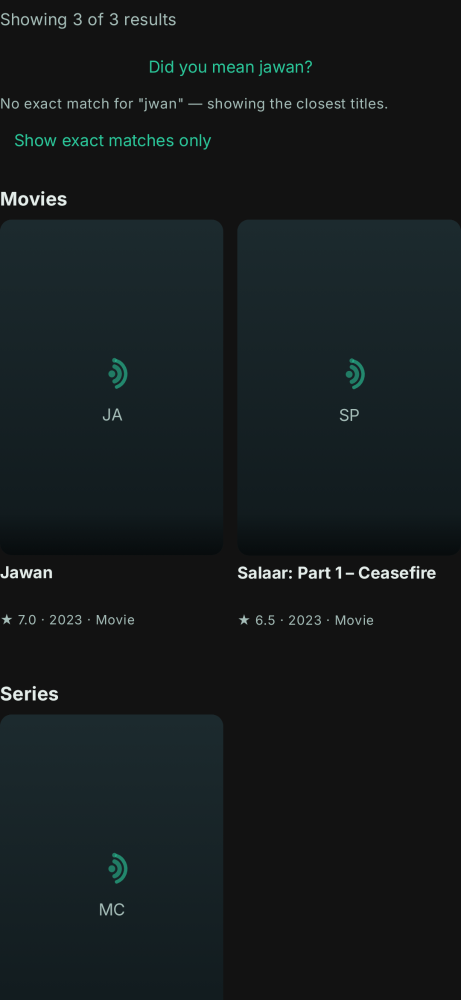 Showing 3 of 3 results
Did you mean jawan?
No exact match for "jwan" — showing the closest titles.
Show exact matches only
Movies
JA
SP
Jawan
Salaar: Part 1 – Ceasefire
★ 7.0 · 2023 · Movie
★ 6.5 · 2023 · Movie
Series
MC